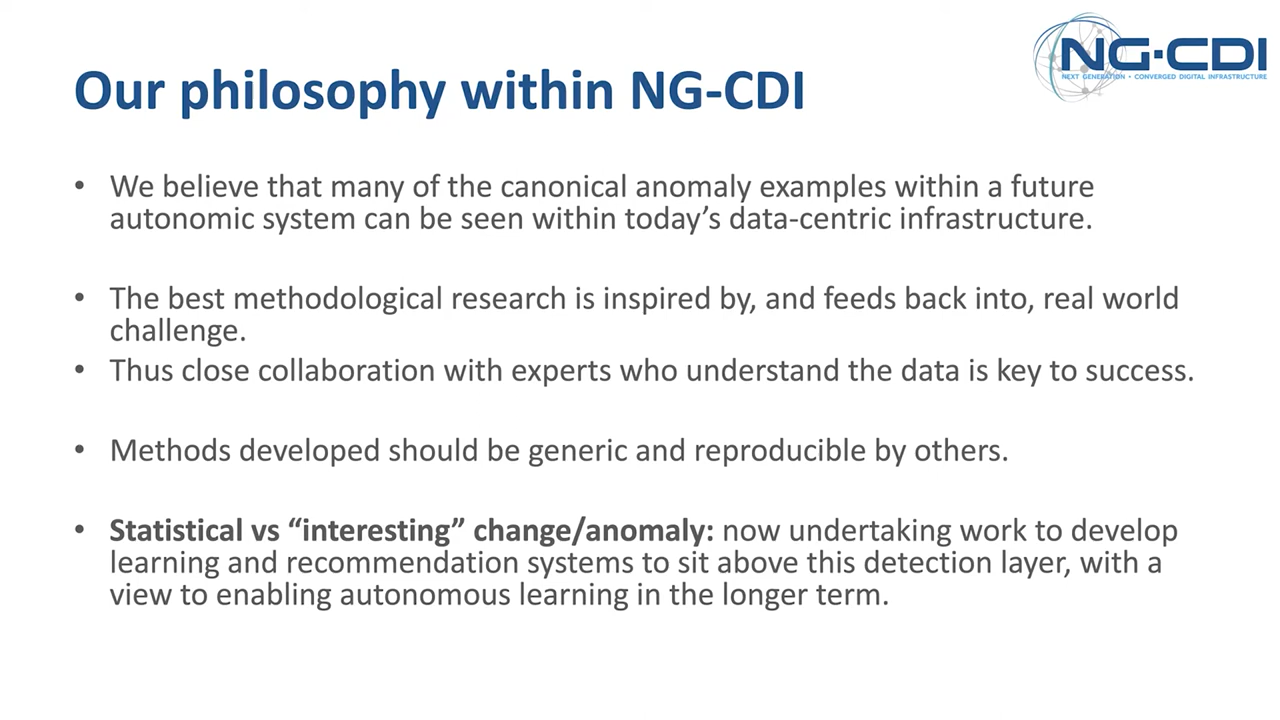 NG-CDI
NEXT GENERATION • CONVERGED DIGITAL INFRASTRUCTURE
Our philosophy within NG-CDI
• We believe that many of the canonical anomaly examples within a future
autonomic system can be seen within today’s data-centric infrastructure.
• The best methodological research is inspired by, and feeds back into, real world
challenge.
• Thus close collaboration with experts who understand the data is key to success.
• Methods developed should be generic and reproducible by others.
• Statistical vs “interesting” change/anomaly: now undertaking work to develop
learning and recommendation systems to sit above this detection layer, with a
view to enabling autonomous learning in the longer term.